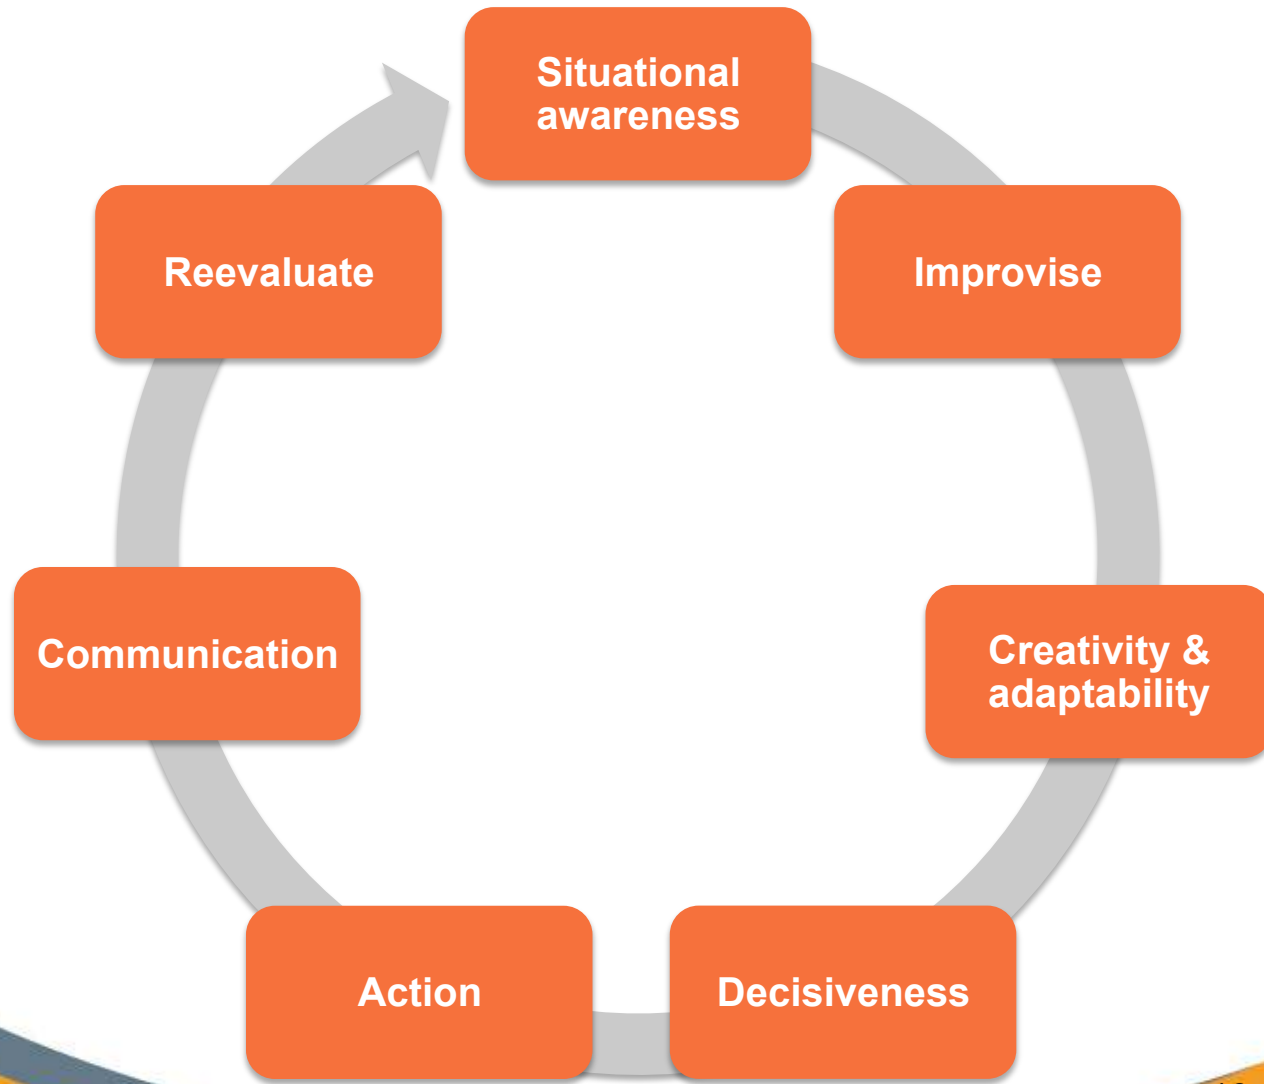 Situational
awareness
Improvise
Creativity &
adaptability
Decisiveness
Action
Communication
Reevaluate